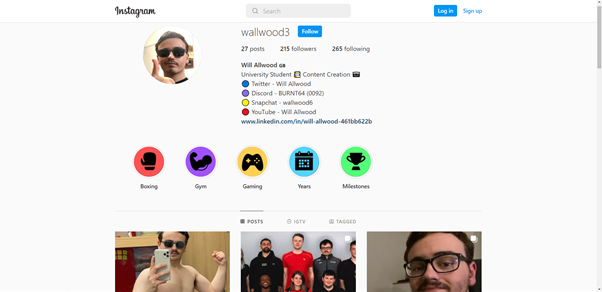 Instagram
Search
Log in
Sign up
wallwood3
Follow
27 posts 215 followers 265 following
Will Allwood GB
University Student Content Creation
Twitter - Will Allwood
Discord - BURNT64 (0092)
Snapchat - wallwood6
YouTube - Will Allwood
www.linkedin.com/in/will-allwood-461bb622b
Boxing Gym Gaming Years Milestones
POSTS IGTV TAGGED